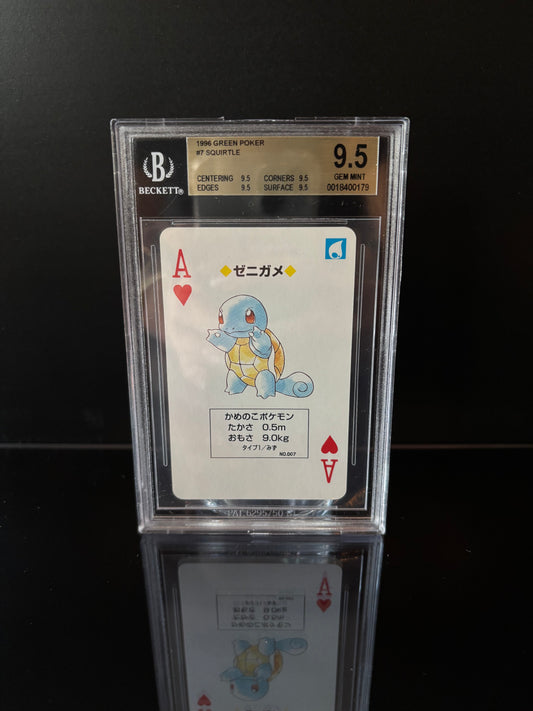 1996 GREEN POKER
#7 SQUIRTLE
CENTERING 9.5 CORNERS 9.5
EDGES 9.5 SURFACE 9.5
9.5
GEM MINT
0018400179
B
BECKETT®
A
◆ゼニガメ◆
かめのこポケモン
たかさ 0.5m
おもさ 9.0kg
タイプ1/みず
NO.007
A